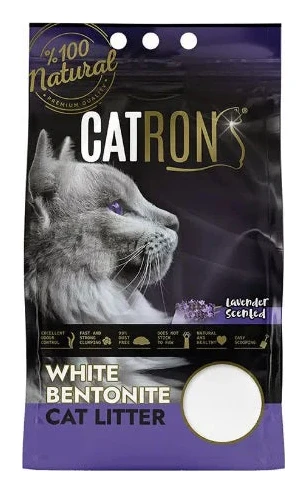 %100
Natural
PREMIUM QUALITY
CATRON
Lavender
Scented
EXCELLENT
ODOUR
CONTROL
FAST AND
STRONG
CLUMPING
99%
DUST
FREE
DOES NOT
STICK
TO PAW
NATURAL
AND
HEALTHY
EASY
SCOOPING
WHITE
BENTONITE
CAT LITTER